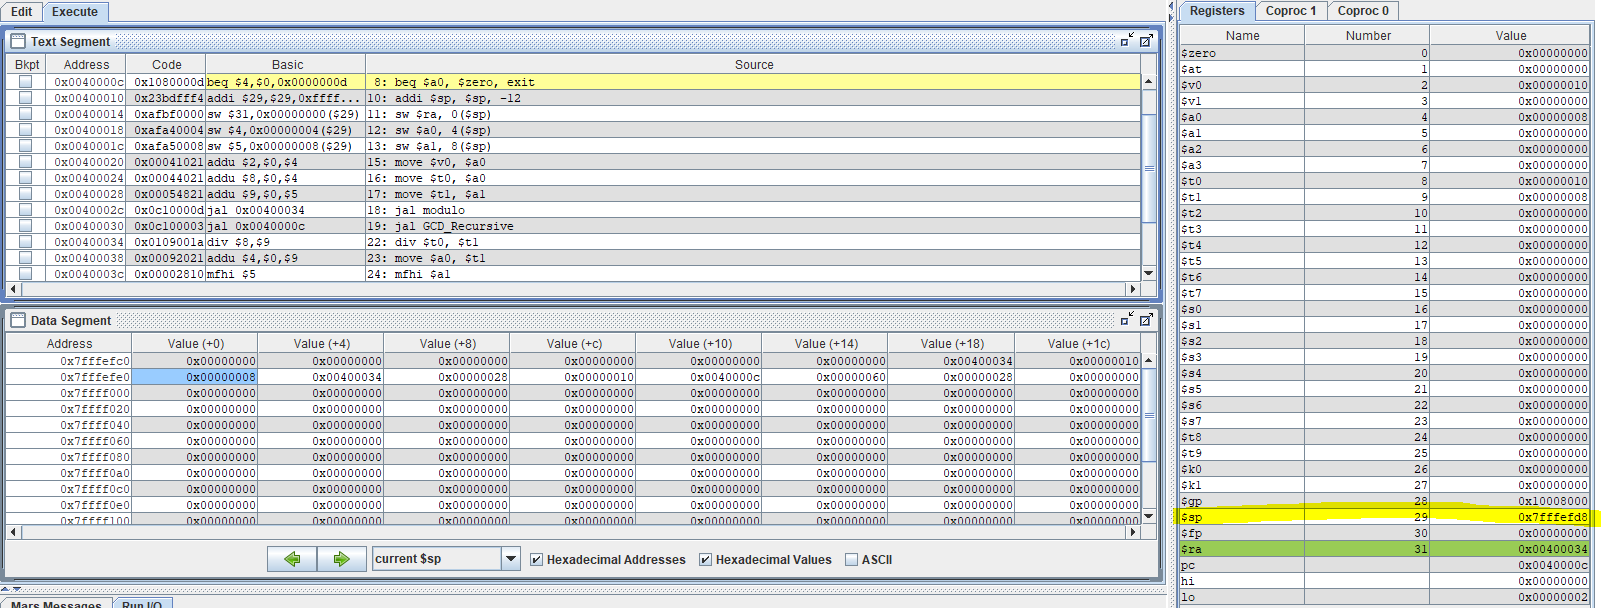 Edit Execute
Text Segment
Bkpt Address Code Basic Source
0x0040000c 0x1080000d beq $4,$0,0x0000000d 8: beq $a0, $zero, exit
0x00400010 0x23bdfff4 addi $29,$29,0xffff... 10: addi $sp, $sp, -12
0x00400014 0xafbf0000 sw $31,0x00000000($29) 11: sw $ra, 0($sp)
0x00400018 0xafa40004 sw $4,0x00000004($29) 12: sw $a0, 4($sp)
0x0040001c 0xafa50008 sw $5,0x00000008($29) 13: sw $a1, 8($sp)
0x00400020 0x00041021 addu $2,$0,$4 15: move $v0, $a0
0x00400024 0x00044021 addu $8,$0,$4 16: move $t0, $a0
0x00400028 0x00054821 addu $9,$0,$5 17: move $t1, $a1
0x0040002c 0x0c10000d jal 0x00400034 18: jal modulo
0x00400030 0x0c100003 jal 0x0040000c 19: jal GCD_Recursive
0x00400034 0x0109001a div $8,$9 22: div $t0, $t1
0x00400038 0x00092021 addu $4,$0,$9 23: move $a0, $t1
0x0040003c 0x00002810 mfhi $5 24: mfhi $a1
Data Segment
Address Value (+0) Value (+4) Value (+8) Value (+c) Value (+10) Value (+14) Value (+18) Value (+1c)
0x7fffefc0 0x00000000 0x00000000 0x00000000 0x00000000 0x00000000 0x00000000 0x00400034 0x00000010
0x7fffefe0 0x00000008 0x00400034 0x00000028 0x00000010 0x0040000c 0x00000060 0x00000028 0x00000000
0x7ffff000 0x00000000 0x00000000 0x00000000 0x00000000 0x00000000 0x00000000 0x00000000 0x00000000
0x7ffff020 0x00000000 0x00000000 0x00000000 0x00000000 0x00000000 0x00000000 0x00000000 0x00000000
0x7ffff040 0x00000000 0x00000000 0x00000000 0x00000000 0x00000000 0x00000000 0x00000000 0x00000000
0x7ffff060 0x00000000 0x00000000 0x00000000 0x00000000 0x00000000 0x00000000 0x00000000 0x00000000
0x7ffff080 0x00000000 0x00000000 0x00000000 0x00000000 0x00000000 0x00000000 0x00000000 0x00000000
0x7ffff0a0 0x00000000 0x00000000 0x00000000 0x00000000 0x00000000 0x00000000 0x00000000 0x00000000
0x7ffff0c0 0x00000000 0x00000000 0x00000000 0x00000000 0x00000000 0x00000000 0x00000000 0x00000000
0x7ffff0e0 0x00000000 0x00000000 0x00000000 0x00000000 0x00000000 0x00000000 0x00000000 0x00000000
0x7ffff100 0x00000000 0x00000000 0x00000000 0x00000000 0x00000000 0x00000000 0x00000000 0x00000000
current $sp Hexadecimal Addresses Hexadecimal Values ASCII
Mars Messages Run I/O
Registers Coproc 1 Coproc 0
Name Number Value
$zero 0 0x00000000
$at 1 0x00000000
$v0 2 0x00000010
$v1 3 0x00000000
$a0 4 0x00000008
$a1 5 0x00000000
$a2 6 0x00000000
$a3 7 0x00000000
$t0 8 0x00000010
$t1 9 0x00000008
$t2 10 0x00000000
$t3 11 0x00000000
$t4 12 0x00000000
$t5 13 0x00000000
$t6 14 0x00000000
$t7 15 0x00000000
$s0 16 0x00000000
$s1 17 0x00000000
$s2 18 0x00000000
$s3 19 0x00000000
$s4 20 0x00000000
$s5 21 0x00000000
$s6 22 0x00000000
$s7 23 0x00000000
$t8 24 0x00000000
$t9 25 0x00000000
$k0 26 0x00000000
$k1 27 0x00000000
$gp 28 0x10008000
$sp 29 0x7fffefd8
$fp 30 0x00000000
$ra 31 0x00400034
pc 0x0040000c
hi 0x00000000
lo 0x00000002